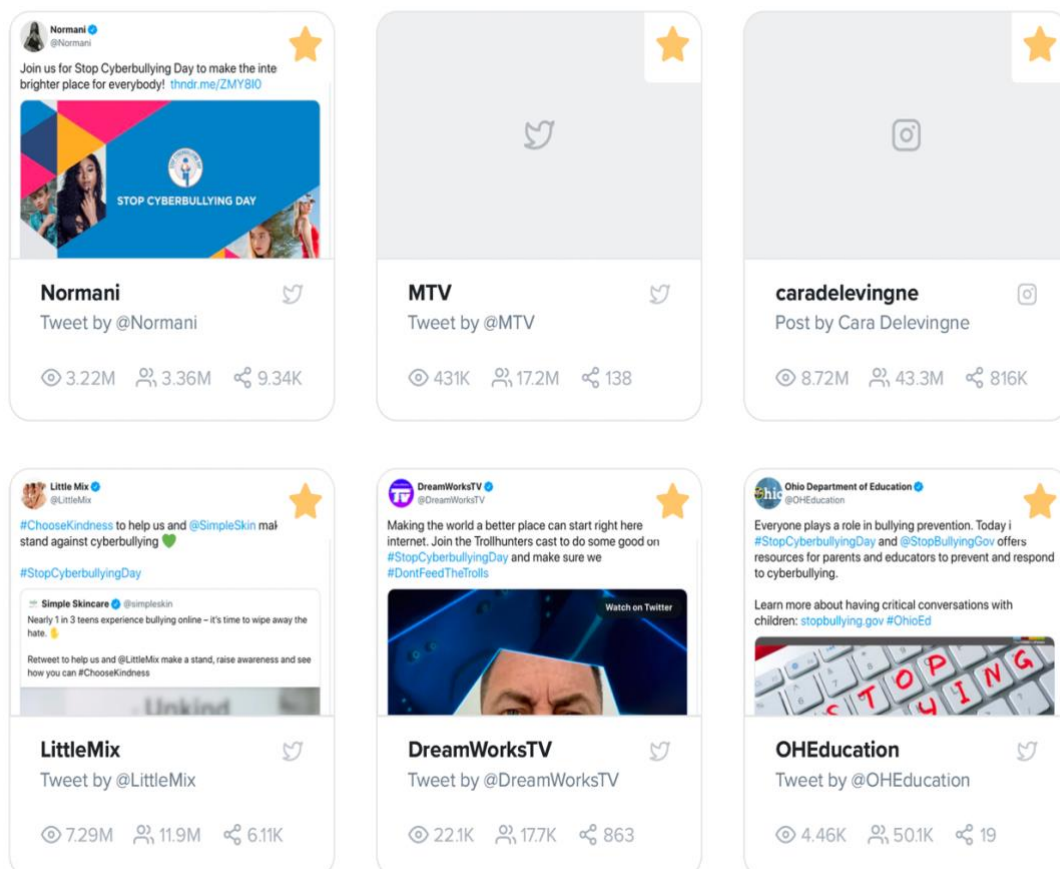 Normani
@Normani
Join us for Stop Cyberbullying Day to make the inte
brighter place for everybody! thndr.me/ZMY8I0
STOP CYBERBULLYING DAY
Normani
Tweet by @Normani
3.22M 3.36M 9.34K
MTV
Tweet by @MTV
431K 17.2M 138
caradelevingne
Post by Cara Delevingne
8.72M 43.3M 816K
Little Mix
@LittleMix
#ChooseKindness to help us and @SimpleSkin mak
stand against cyberbullying 💚
#StopCyberbullyingDay
Simple Skincare @simpleskin
Nearly 1 in 3 teens experience bullying online – it's time to wipe away the
hate. ✋
Retweet to help us and @LittleMix make a stand, raise awareness and see
how you can #ChooseKindness
Unkind
LittleMix
Tweet by @LittleMix
7.29M 11.9M 6.11K
TV
DreamWorksTV
@DreamWorksTV
Making the world a better place can start right here
internet. Join the Trollhunters cast to do some good on
#StopCyberbullyingDay and make sure we
#DontFeedTheTrolls
Watch on Twitter
DreamWorksTV
Tweet by @DreamWorksTV
22.1K 17.7K 863
Ohio Department of Education
@OHEducation
Everyone plays a role in bullying prevention. Today i
#StopCyberbullyingDay and @StopBullyingGov offers
resources for parents and educators to prevent and respond
to cyberbullying.
Learn more about having critical conversations with
children: stopbullying.gov #OhioEd
STOP
YING
OHEducation
Tweet by @OHEducation
4.46K 50.1K 19